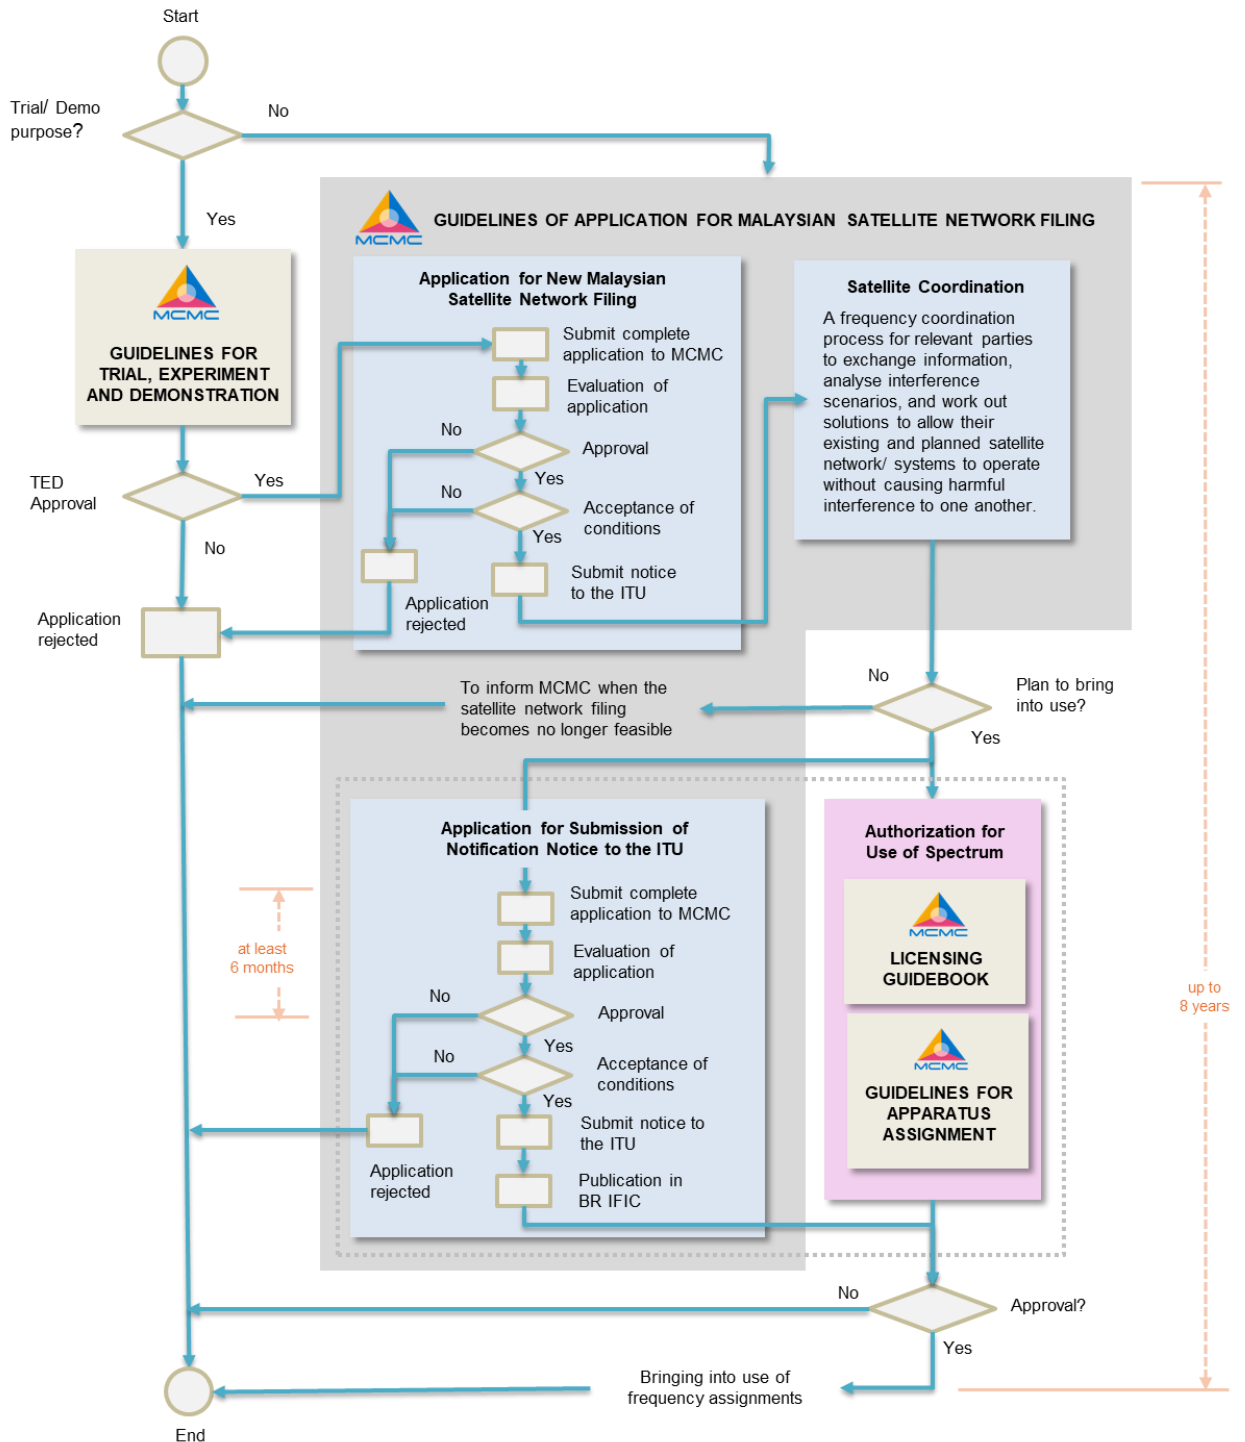 Start
Trial/ Demo
purpose?
No
Yes
MCMC
GUIDELINES FOR
TRIAL, EXPERIMENT
AND DEMONSTRATION
TED
Approval
Yes
No
Application
rejected
MCMC
GUIDELINES OF APPLICATION FOR MALAYSIAN SATELLITE NETWORK FILING
Application for New Malaysian
Satellite Network Filing
Submit complete
application to MCMC
Evaluation of
application
No
Approval
Yes
No
Acceptance of
conditions
Yes
Submit notice
to the ITU
Application
rejected
Satellite Coordination
A frequency coordination
process for relevant parties
to exchange information,
analyse interference
scenarios, and work out
solutions to allow their
existing and planned satellite
network/ systems to operate
without causing harmful
interference to one another.
No
Plan to bring
into use?
Yes
To inform MCMC when the
satellite network filing
becomes no longer feasible
Application for Submission of
Notification Notice to the ITU
Submit complete
application to MCMC
Evaluation of
application
No
Approval
Yes
No
Acceptance of
conditions
Yes
Submit notice to
the ITU
Application
rejected
Publication in
BR IFIC
at least
6 months
Authorization for
Use of Spectrum
MCMC
LICENSING
GUIDEBOOK
MCMC
GUIDELINES FOR
APPARATUS
ASSIGNMENT
up to
8 years
No
Approval?
Yes
Bringing into use of
frequency assignments
End